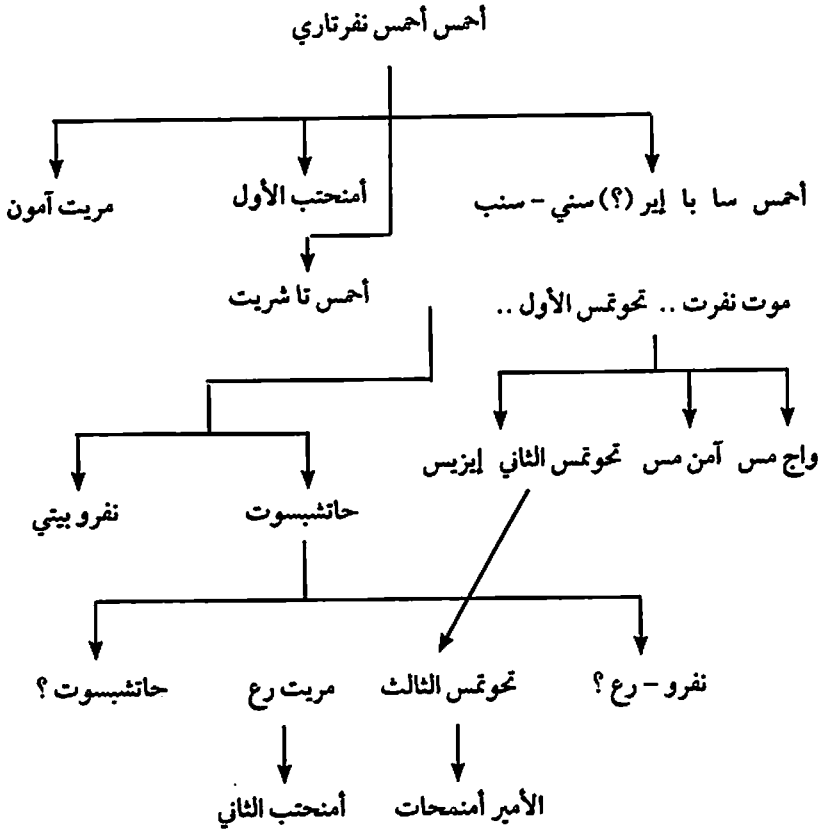 أحمس أحمس نفرتاري
أحمس سا با إير (؟) سني – سنب أمنحتب الأول مريت آمون
أحمس تا شريت
موت نفرت .. تحوتمس الأول ..
واج مس آمن مس تحوتمس الثاني إيزيس
حاتشبسوت نفرو بيتي
نفرو – رع ؟ تحوتمس الثالث مريت رع حاتشبسوت ؟
الأمير أمنمحات أمنحتب الثاني